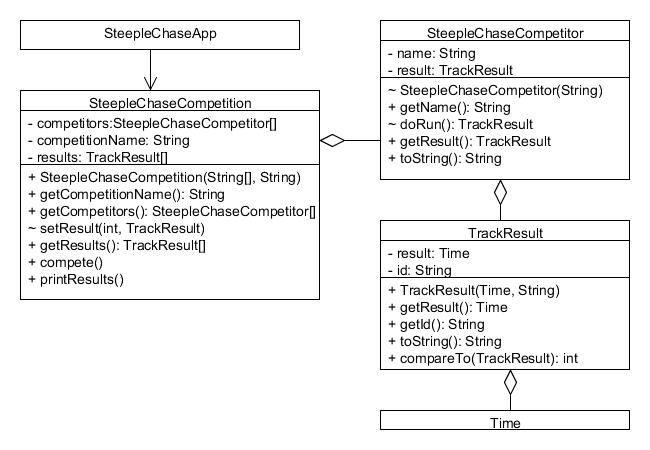 SteepleChaseApp
SteepleChaseCompetition
- competitors:SteepleChaseCompetitor[]
- competitionName: String
- results: TrackResult[]
+ SteepleChaseCompetition(String[], String)
+ getCompetitionName(): String
+ getCompetitors(): SteepleChaseCompetitor[]
~ setResult(int, TrackResult)
+ getResults(): TrackResult[]
+ compete()
+ printResults()
SteepleChaseCompetitor
- name: String
- result: TrackResult
~ SteepleChaseCompetitor(String)
+ getName(): String
~ doRun(): TrackResult
+ getResult(): TrackResult
+ toString(): String
TrackResult
- result: Time
- id: String
+ TrackResult(Time, String)
+ getResult(): Time
+ getId(): String
+ toString(): String
+ compareTo(TrackResult): int
Time